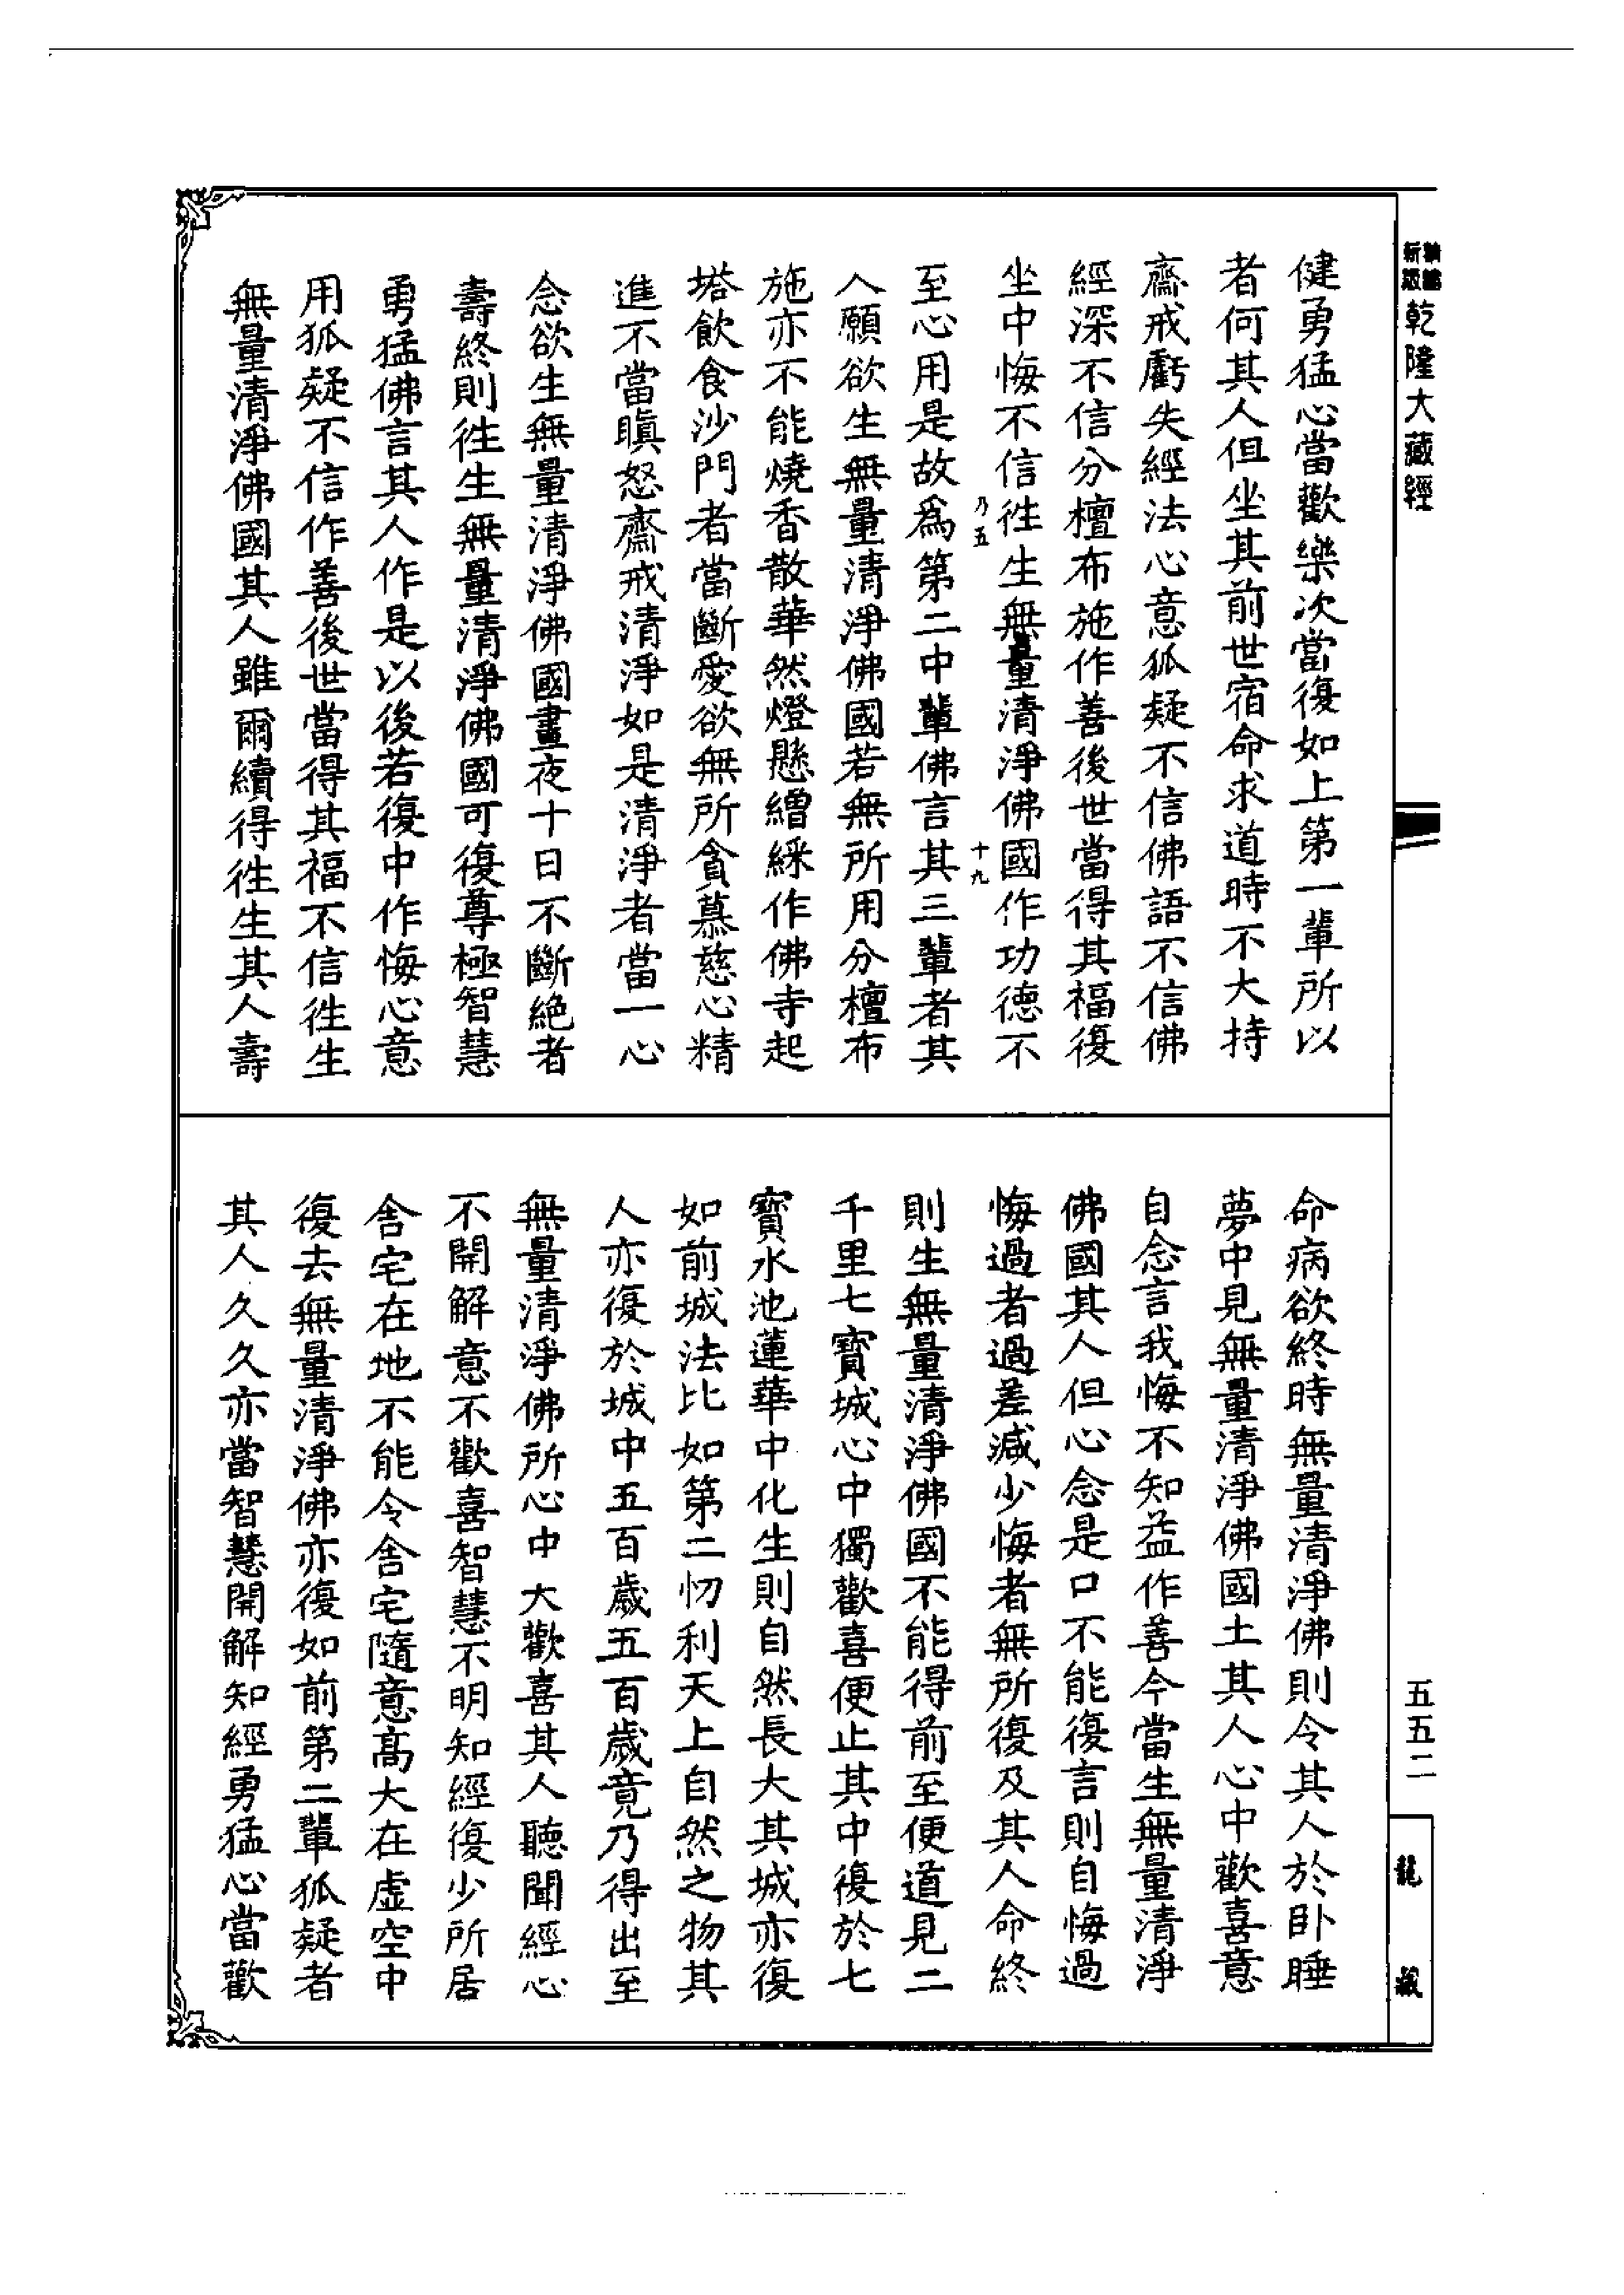 新編縮版乾隆大藏經
健勇猛心當歡樂次當復如上第一輩所以
者何其人但坐其前世宿命求道時不大持
齋戒虧失經法心意狐疑不信佛語不信佛
經深不信分檀布施作善後世當得其福復
坐中悔不信徃生無量清淨佛國作功德不
乃五
十九
至心用是故爲第二中輩佛言其三輩者其
人願欲生無量清淨佛國若無所用分檀布
施亦不能燒香散華然燈懸繒綵作佛寺起
塔飲食沙門者當斷愛欲無所貪慕慈心精
進不當瞋怒齋戒清淨如是清淨者當一心
念欲生無量清淨佛國晝夜十日不斷絕者
壽終則徃生無量清淨佛國可復尊極智慧
勇猛佛言其人作是以後若復中作悔心意
用狐疑不信作善後世當得其福不信徃生
無量清淨佛國其人雖爾續得徃生其人壽
命病欲終時無量清淨佛則令其人於臥睡
夢中見無量清淨佛國土其人心中歡喜意
自念言我悔不知益作善今當生無量清淨
佛國其人但心念是口不能復言則自悔過
悔過者過差減少悔者無所復及其人命終
則生無量清淨佛國不能得前至便道見二
千里七寶城心中獨歡喜便止其中復於七
寶水池蓮華中化生則自然長大其城亦復
如前城法比如第二忉利天上自然之物其
人亦復於城中五百歲五百歲竟乃得出至
無量清淨佛所心中大歡喜其人聽聞經心
不開解意不歡喜智慧不明知經復少所居
舍宅在地不能令舍宅隨意高大在虛空中
復去無量清淨佛亦復如前第二輩狐疑者
其人久久亦當智慧開解知經勇猛心當歡
五五二
龍藏